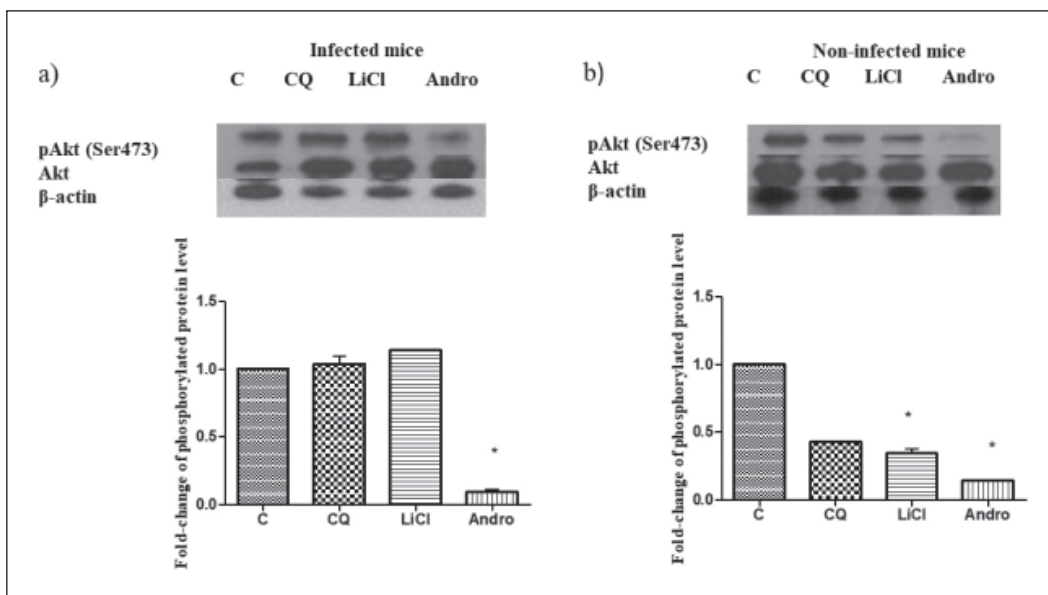 a)
Infected mice
C CQ LiCl Andro
pAkt (Ser473)
Akt
β-actin
Fold-change of phosphorylated protein level
1.5
1.0
0.5
0.0
*
C CQ LiCl Andro
b)
Non-infected mice
C CQ LiCl Andro
pAkt (Ser473)
Akt
β-actin
Fold-change of phosphorylated protein level
1.5
1.0
0.5
0.0
*
*
C CQ LiCl Andro